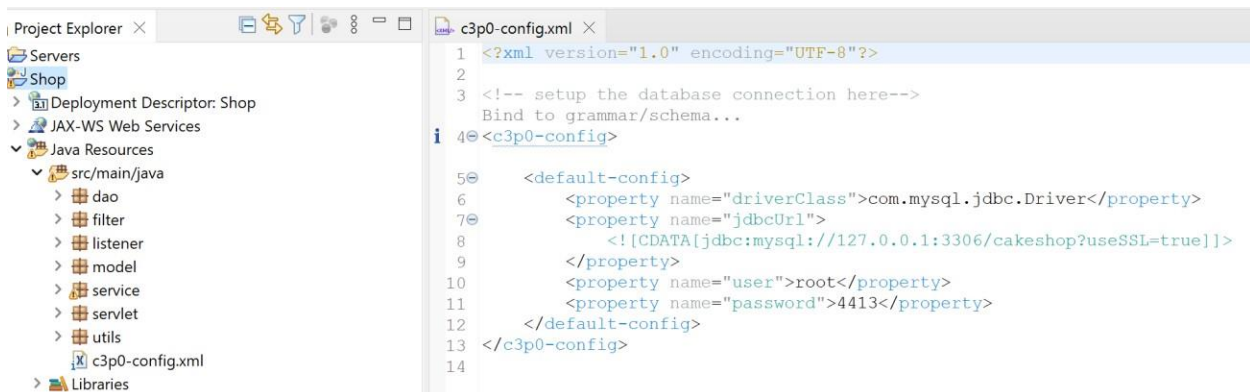 Project Explorer
Servers
Shop
Deployment Descriptor: Shop
JAX-WS Web Services
Java Resources
src/main/java
dao
filter
listener
model
service
servlet
utils
c3p0-config.xml
Libraries
c3p0-config.xml
1 <?xml version="1.0" encoding="UTF-8"?>
2
3 <!-- setup the database connection here-->
Bind to grammar/schema...
4 <c3p0-config>
5 <default-config>
6 <property name="driverClass">com.mysql.jdbc.Driver</property>
7 <property name="jdbcUrl">
8 <![CDATA[jdbc:mysql://127.0.0.1:3306/cakeshop?useSSL=true]]>
9 </property>
10 <property name="user">root</property>
11 <property name="password">4413</property>
12 </default-config>
13 </c3p0-config>
14